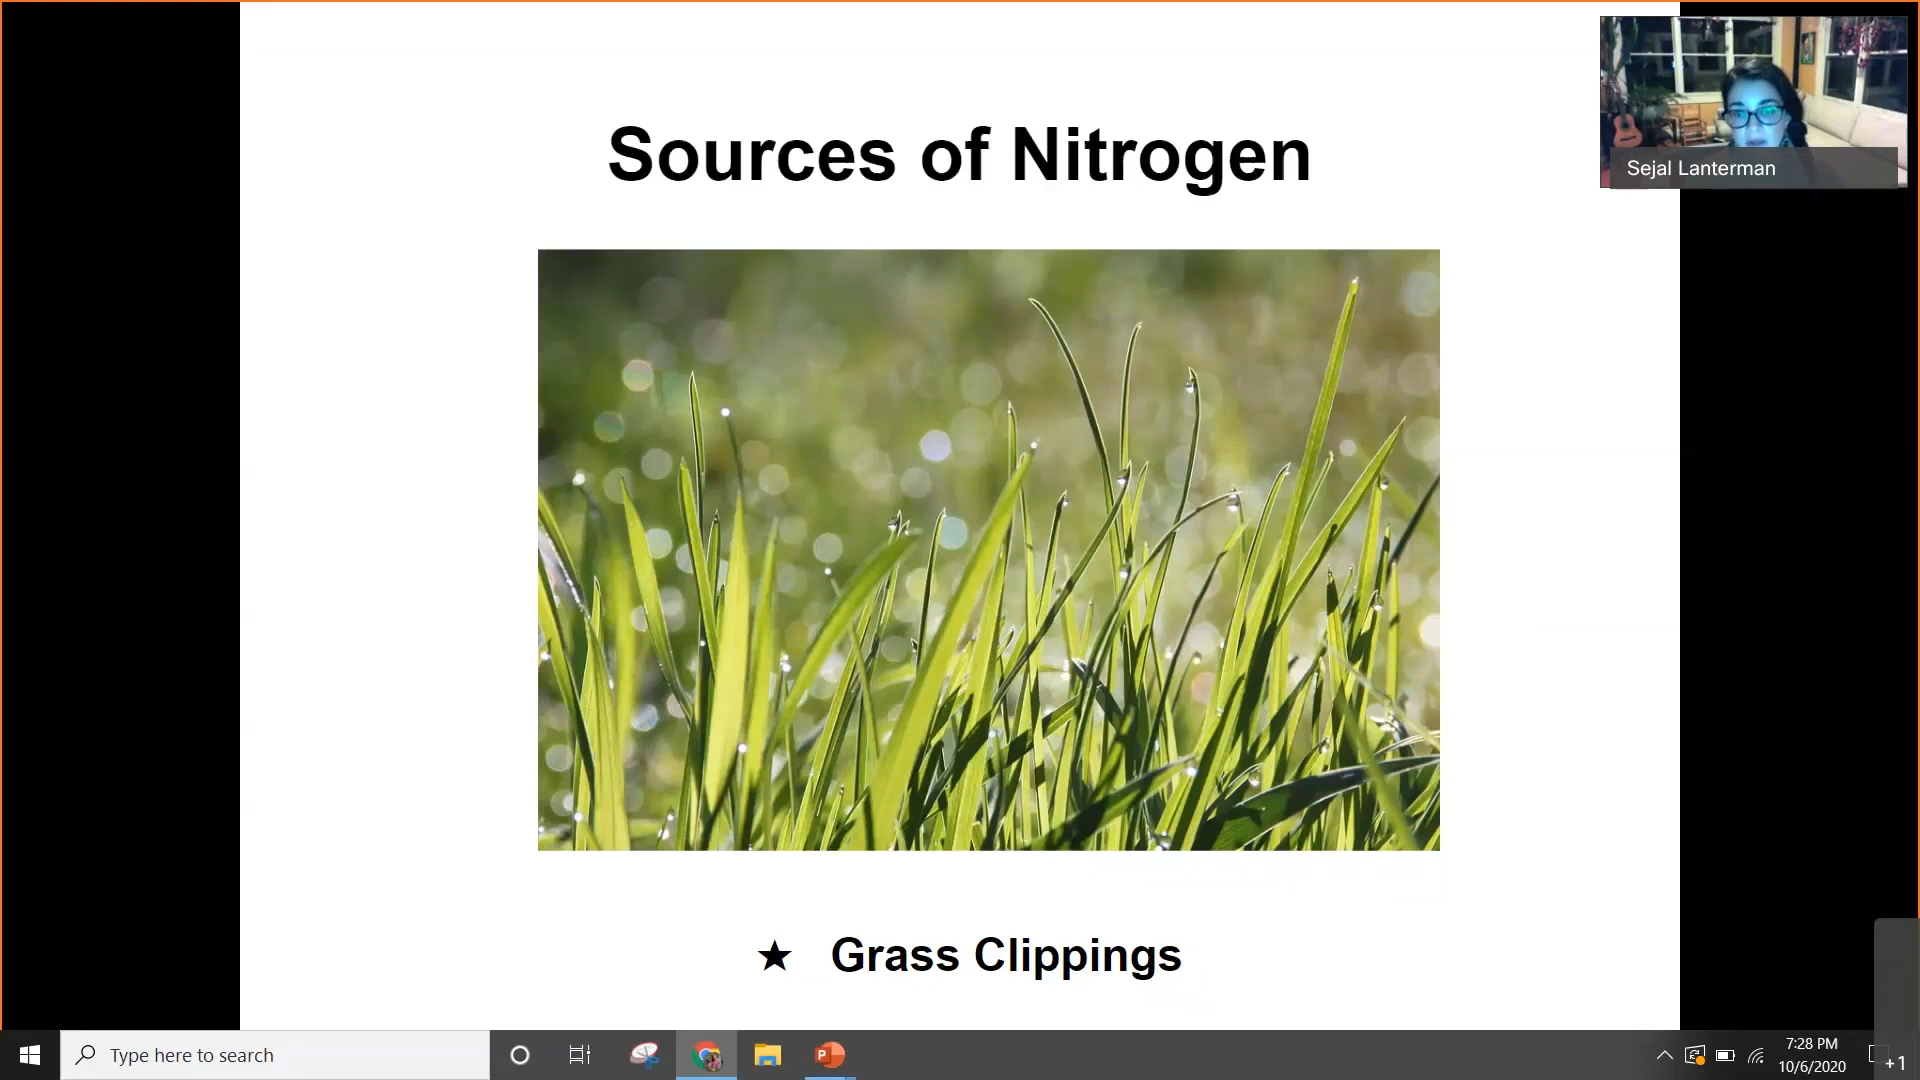 Sources of Nitrogen
Sejal Lanterman
★ Grass Clippings
Type here to search
P
7:28 PM
10/6/2020
+1